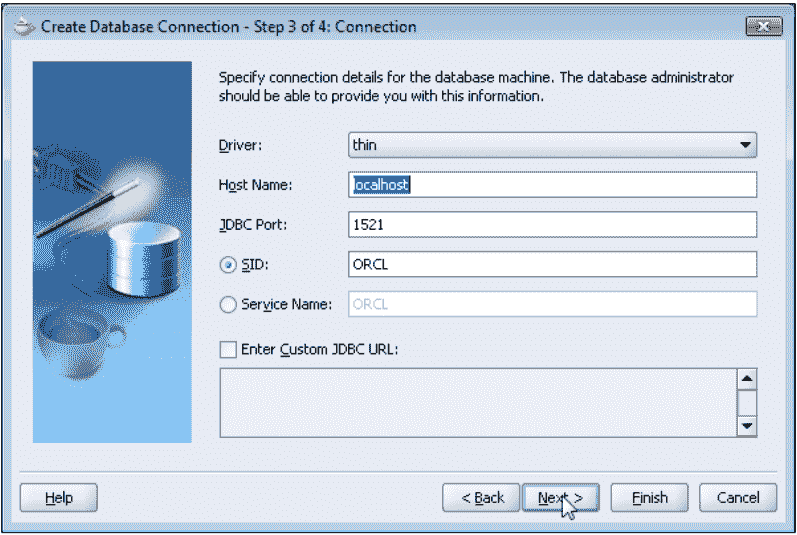 Create Database Connection - Step 3 of 4: Connection
Specify connection details for the database machine. The database administrator
should be able to provide you with this information.
Driver: thin
Host Name: localhost
JDBC Port: 1521
SID: ORCL
Service Name: ORCL
Enter Custom JDBC URL:
Help < Back Next > Finish Cancel